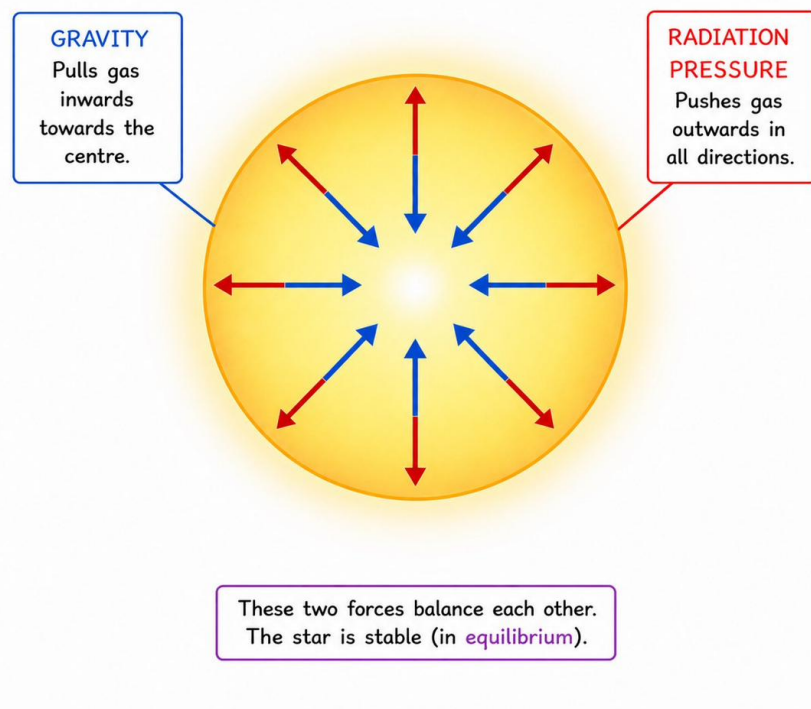 GRAVITY
Pulls gas
inwards
towards the
centre.
RADIATION
PRESSURE
Pushes gas
outwards in
all directions.
These two forces balance each other.
The star is stable (in equilibrium).